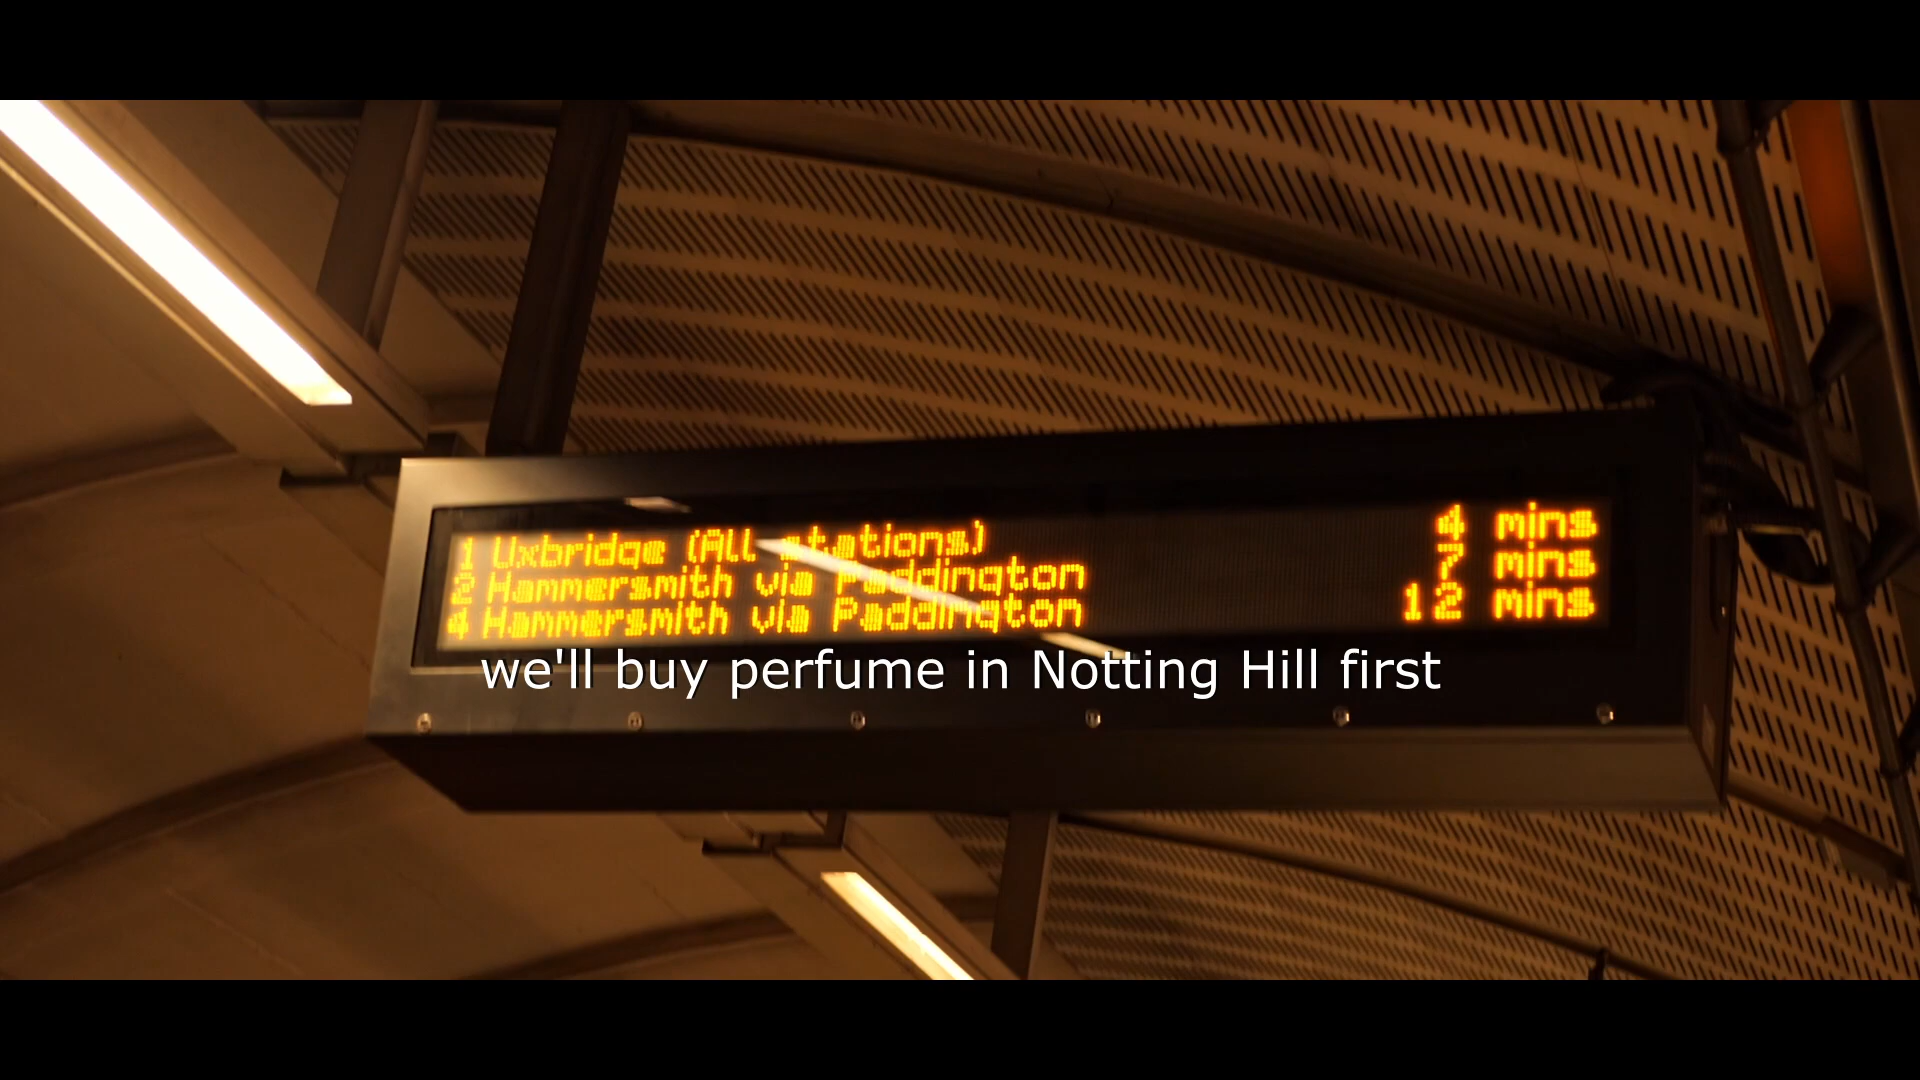 1 Uxbridge (All stations) 4 mins
2 Hammersmith via Paddington 7 mins
4 Hammersmith via Paddington 12 mins
we'll buy perfume in Notting Hill first